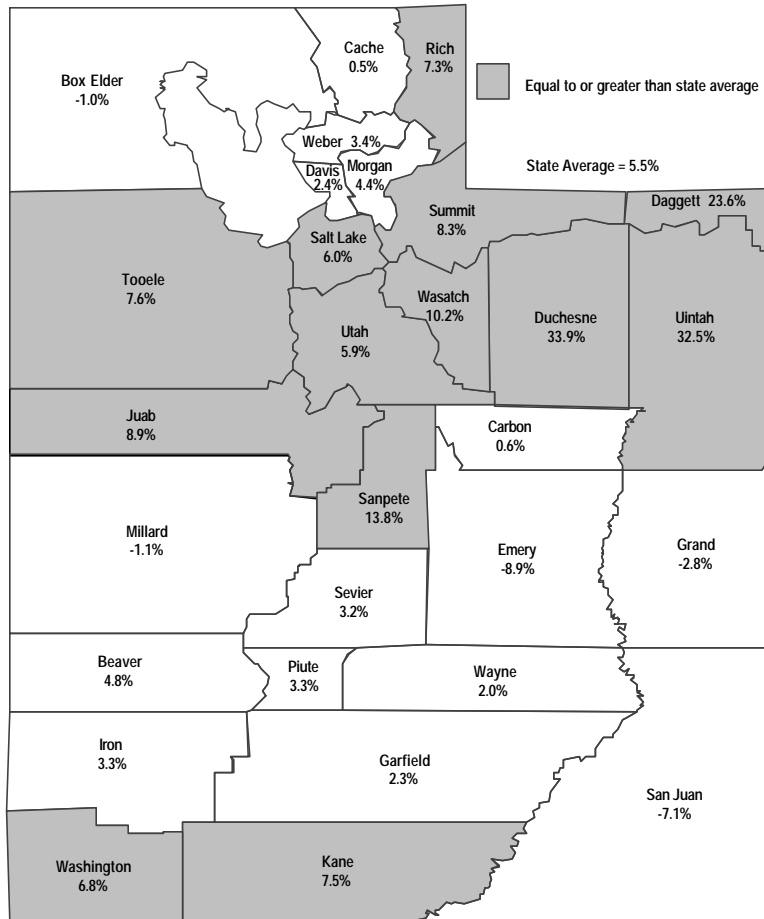 Cache
0.5%
Rich
7.3%
Box Elder
-1.0%
Equal to or greater than state average
Weber 3.4%
State Average = 5.5%
Davis
2.4%
Morgan
4.4%
Daggett 23.6%
Summit
8.3%
Salt Lake
6.0%
Tooele
7.6%
Wasatch
10.2%
Duchesne
33.9%
Uintah
32.5%
Utah
5.9%
Juab
8.9%
Carbon
0.6%
Sanpete
13.8%
Millard
-1.1%
Emery
-8.9%
Grand
-2.8%
Sevier
3.2%
Beaver
4.8%
Piute
3.3%
Wayne
2.0%
Iron
3.3%
Garfield
2.3%
San Juan
-7.1%
Washington
6.8%
Kane
7.5%